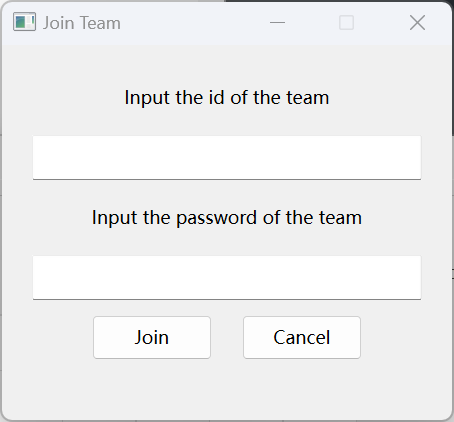 Join Team
Input the id of the team
Input the password of the team
Join
Cancel